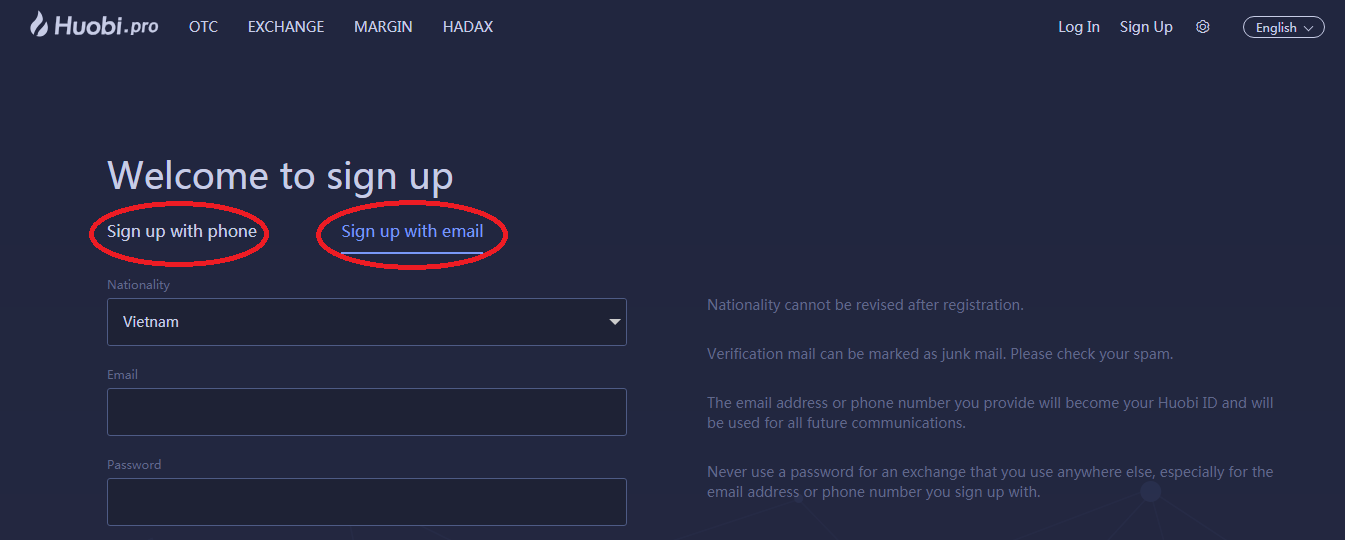 Huobi.pro OTC EXCHANGE MARGIN HADAX Log In Sign Up English
Welcome to sign up
Sign up with phone Sign up with email
Nationality
Vietnam
Nationality cannot be revised after registration.
Verification mail can be marked as junk mail. Please check your spam.
Email
The email address or phone number you provide will become your Huobi ID and will
be used for all future communications.
Password
Never use a password for an exchange that you use anywhere else, especially for the
email address or phone number you sign up with.